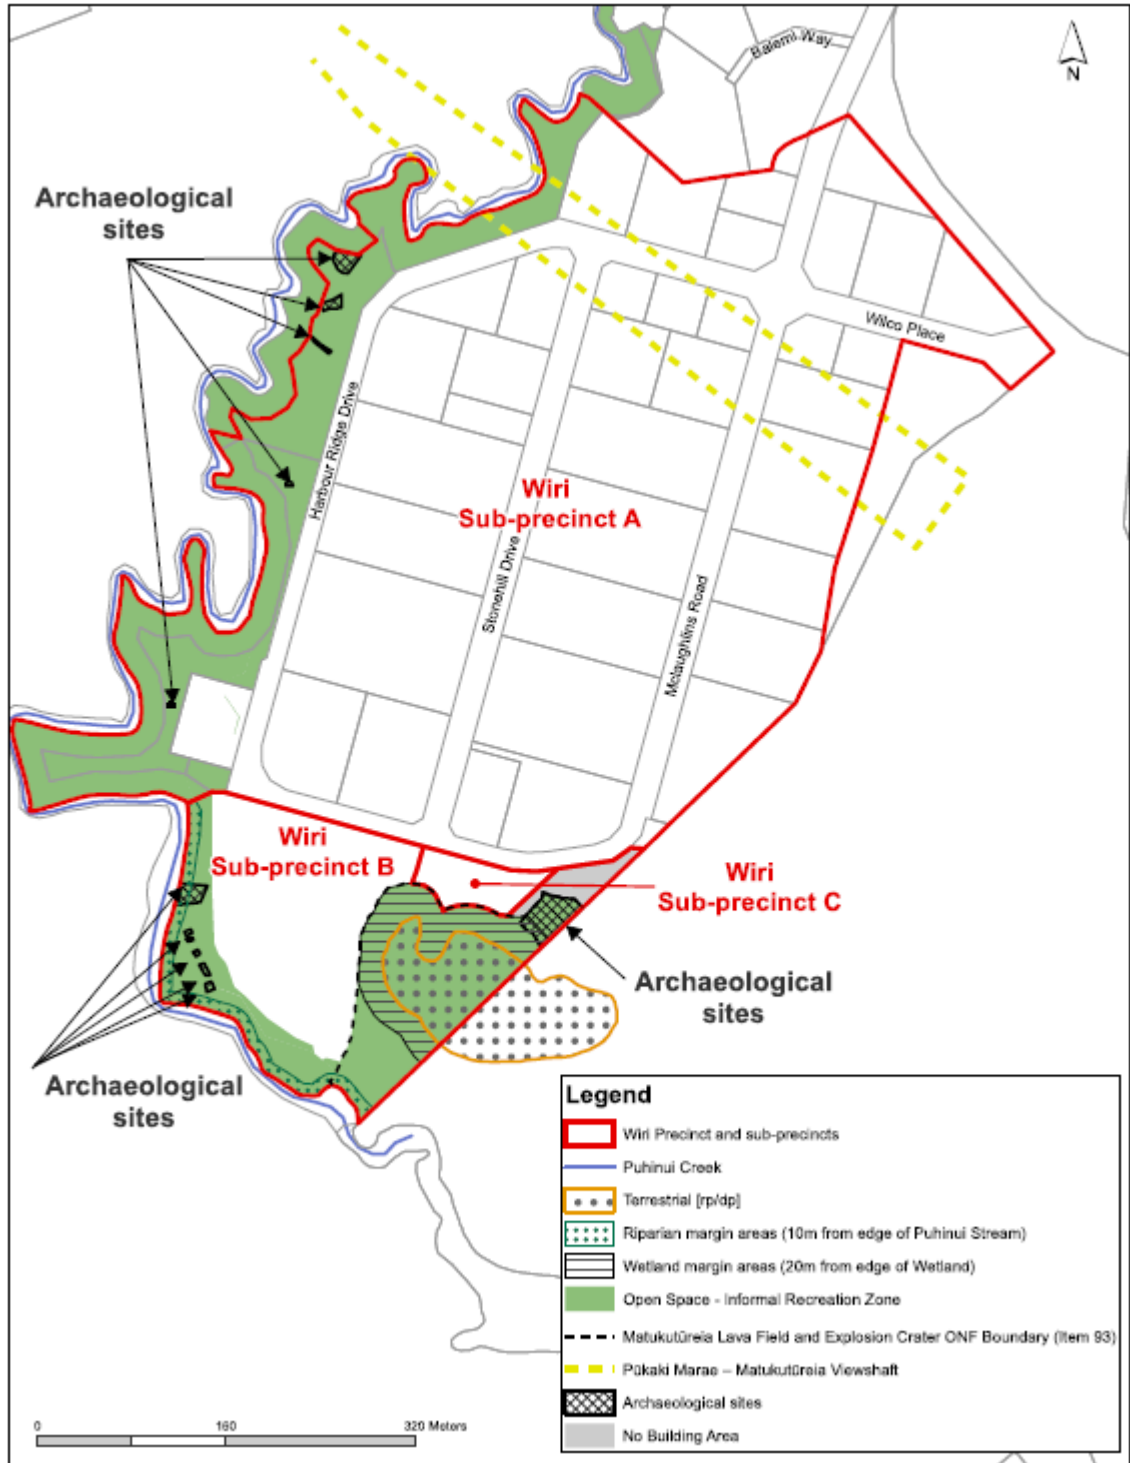 Balemi Way
N
Archaeological
sites
Wilco Place
Harbour Ridge Drive
Wiri
Sub-precinct A
Stonehill Drive
Mclaughlins Road
Wiri
Sub-precinct B
Wiri
Sub-precinct C
Archaeological
sites
Archaeological
sites
Legend
Wiri Precinct and sub-precincts
Puhinui Creek
Terrestrial [rp/dp]
Riparian margin areas (10m from edge of Puhinui Stream)
Wetland margin areas (20m from edge of Wetland)
Open Space - Informal Recreation Zone
Matukutūreia Lava Field and Explosion Crater ONF Boundary (Item 93)
Pūkaki Marae – Matukutūreia Viewshaft
Archaeological sites
No Building Area
0 160 320 Meters